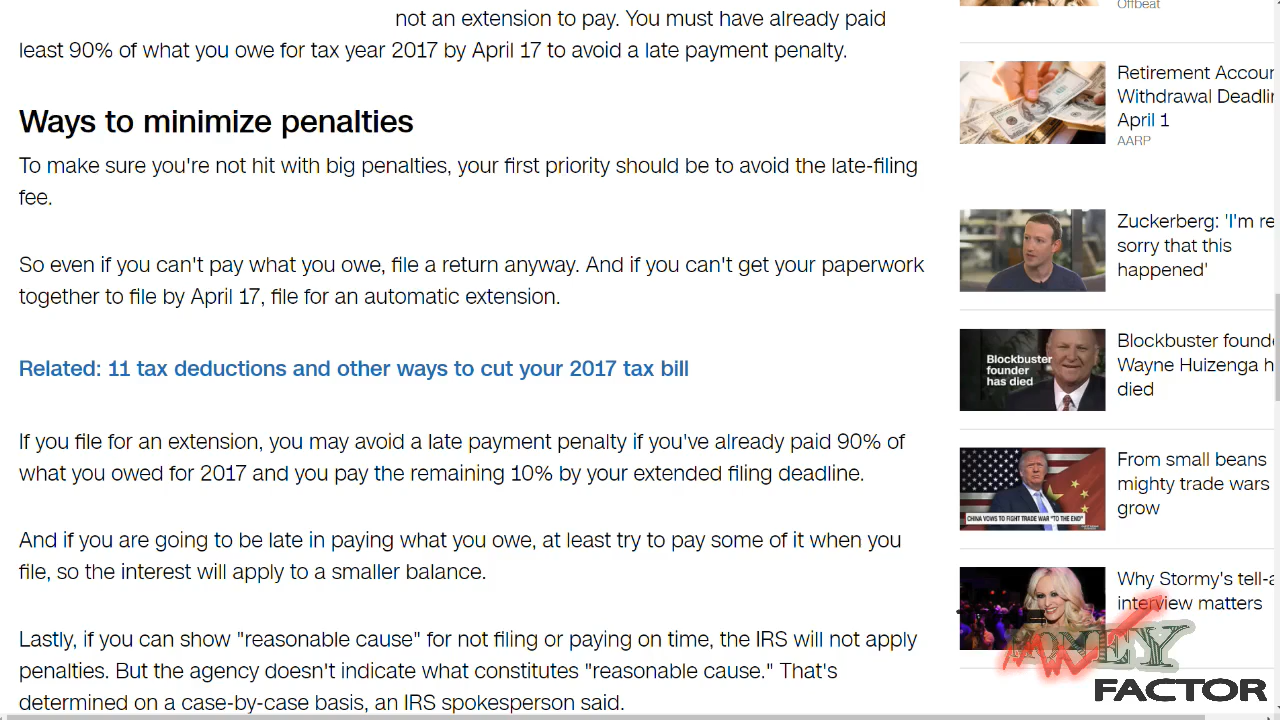 not an extension to pay. You must have already paid
least 90% of what you owe for tax year 2017 by April 17 to avoid a late payment penalty.
Ways to minimize penalties
To make sure you're not hit with big penalties, your first priority should be to avoid the late-filing
fee.
So even if you can't pay what you owe, file a return anyway. And if you can't get your paperwork
together to file by April 17, file for an automatic extension.
Related: 11 tax deductions and other ways to cut your 2017 tax bill
If you file for an extension, you may avoid a late payment penalty if you've already paid 90% of
what you owed for 2017 and you pay the remaining 10% by your extended filing deadline.
And if you are going to be late in paying what you owe, at least try to pay some of it when you
file, so the interest will apply to a smaller balance.
Lastly, if you can show "reasonable cause" for not filing or paying on time, the IRS will not apply
penalties. But the agency doesn't indicate what constitutes "reasonable cause." That's
determined on a case-by-case basis, an IRS spokesperson said.
Offbeat
Retirement Accoun
Withdrawal Deadlin
April 1
AARP
Zuckerberg: 'I'm re
sorry that this
happened'
Blockbuster
founder
has died
Blockbuster founde
Wayne Huizenga h
died
CHINA VOWS TO FIGHT TRADE WAR "TO THE END"
From small beans
mighty trade wars
grow
Why Stormy's tell-a
interview matters
MONEY
FACTOR